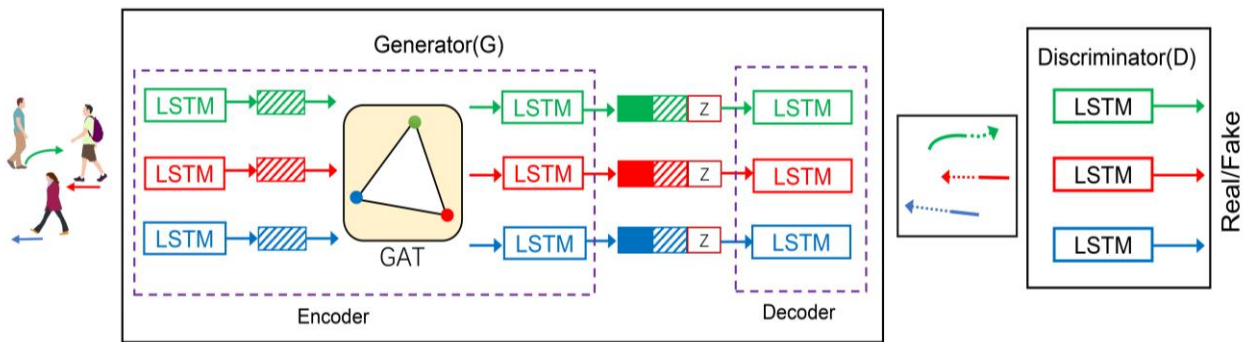 Generator(G)
LSTM
LSTM
Z
LSTM
LSTM
LSTM
Z
LSTM
LSTM
LSTM
Z
LSTM
GAT
Encoder
Decoder
Discriminator(D)
LSTM
LSTM
LSTM
Real/Fake